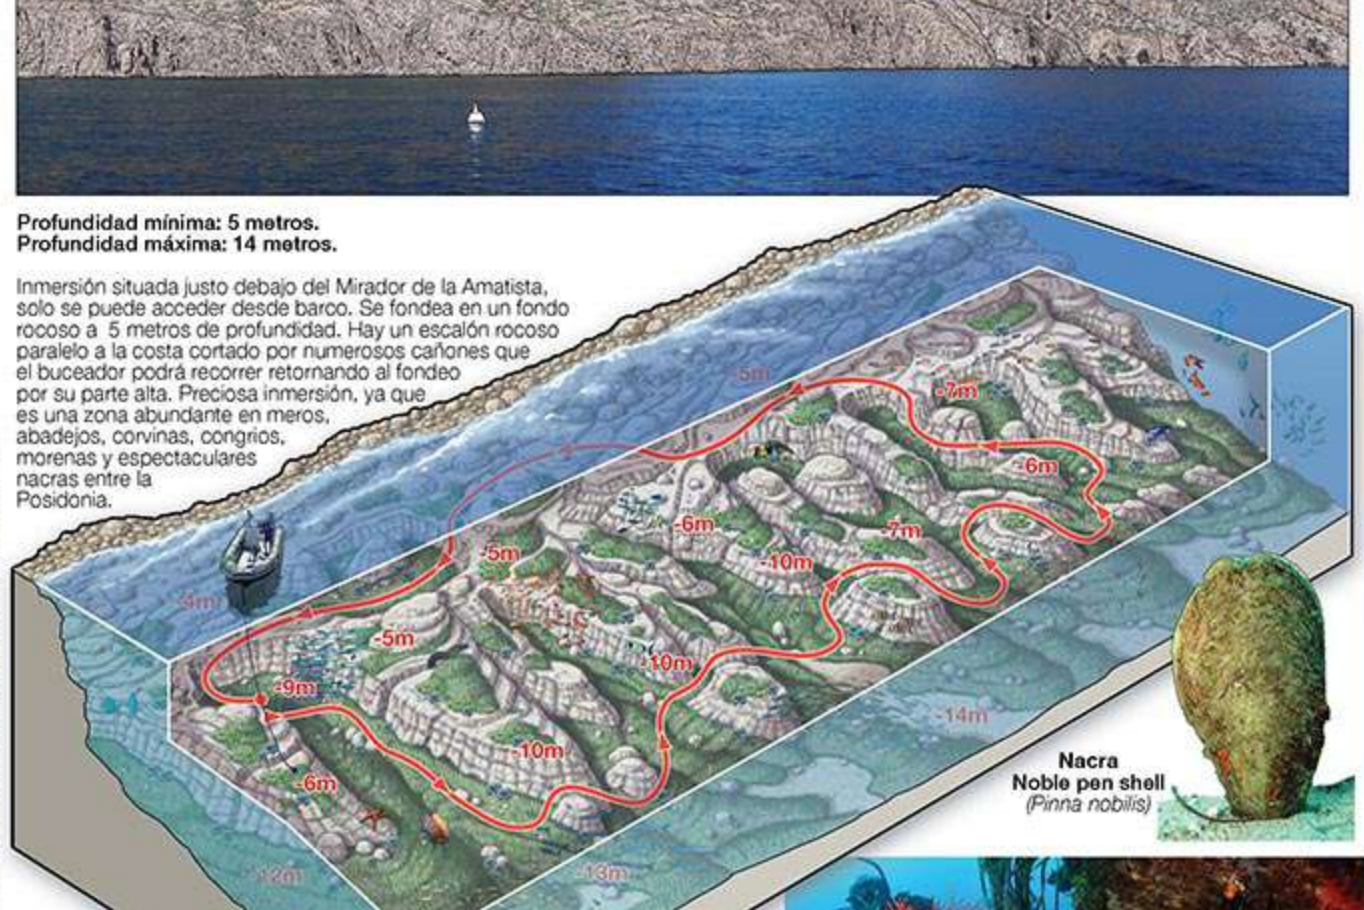 Profundidad mínima: 5 metros.
Profundidad máxima: 14 metros.
Inmersión situada justo debajo del Mirador de la Amatista,
solo se puede acceder desde barco. Se fondea en un fondo
rocoso a 5 metros de profundidad. Hay un escalón rocoso
paralelo a la costa cortado por numerosos cañones que
el buceador podrá recorrer retornando al fondeo
por su parte alta. Preciosa inmersión, ya que
es una zona abundante en meros,
abadejos, corvinas, congrios,
morenas y espectaculares
nacras entre la
Posidonia.
-5m
-7m
-6m
-6m
-7m
-5m
-10m
-4m
-5m
-10m
-9m
-14m
-10m
-6m
-12m
-13m
Nacra
Noble pen shell
(Pinna nobilis)